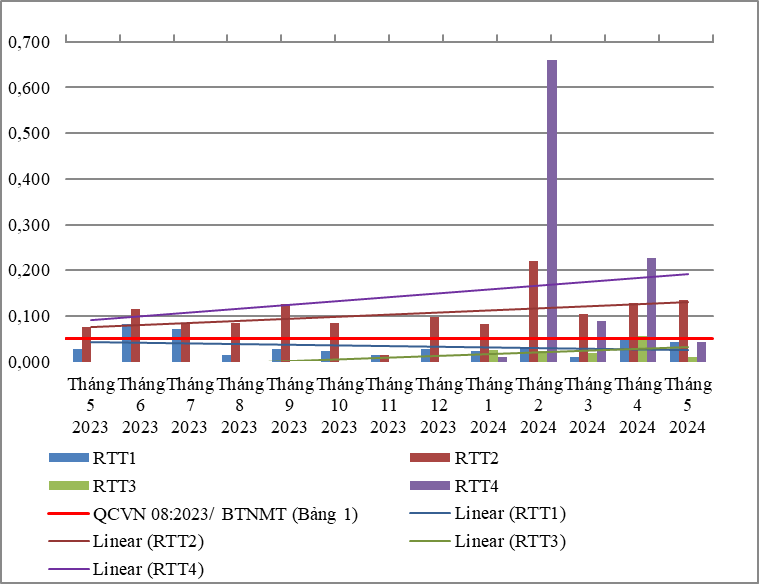 0,700
0,600
0,500
0,400
0,300
0,200
0,100
0,000
Tháng Tháng Tháng Tháng Tháng Tháng Tháng Tháng Tháng Tháng Tháng Tháng Tháng
5 6 7 8 9 10 11 12 1 2 3 4 5
2023 2023 2023 2023 2023 2023 2023 2023 2024 2024 2024 2024 2024
RTT1 RTT2
RTT3 RTT4
QCVN 08:2023/ BTNMT (Bảng 1) Linear (RTT1)
Linear (RTT2) Linear (RTT3)
Linear (RTT4)